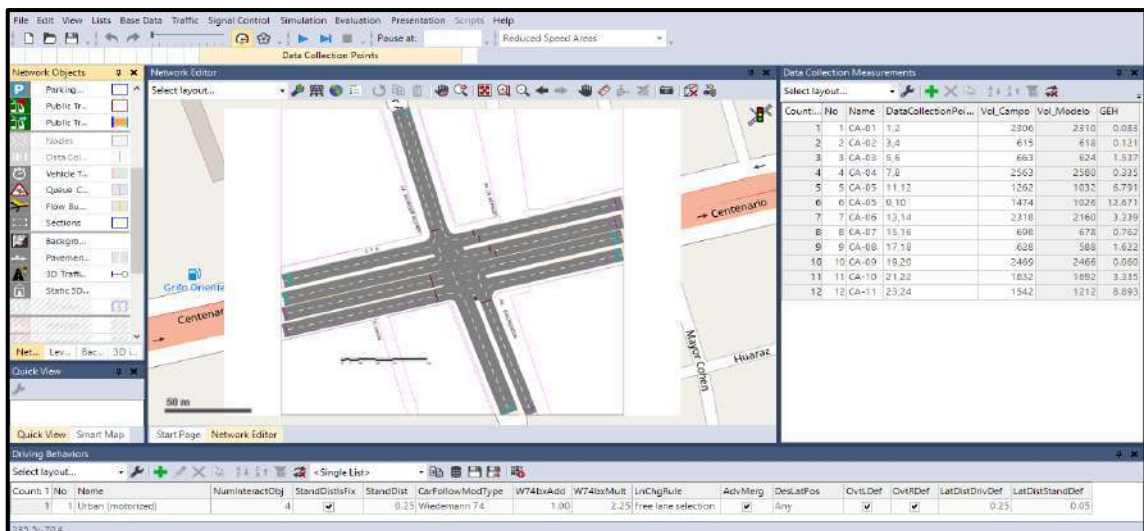 File Edit View Lists Base Data Traffic Signal Control Simulation Evaluation Presentation Scripts Help
Pause at: Reduced Speed Areas
Data Collection Points
Network Objects
Parking...
Public Tr...
Public Tr...
Nodes
Data Col...
Vehicle T...
Queue C...
Flow Bu...
Sections
Backgro...
Pavemen...
3D Traffi...
Static 3D...
Net... Lev... Bac... 3D i...
Quick View
Quick View Smart Map
Network Editor
Select layout...
Centenario
Grifo Oriente
Centenar
Mayor Cohen
Huaraz
50 m
Start Page Network Editor
Data Collection Measurements
Select layout...
Count:... No Name DataCollectionPoi... Vol_Campo Vol_Modelo GEH
1 1 CA-01 1,2 2306 2310 0.083
2 2 CA-02 3,4 615 618 0.121
3 3 CA-03 5,6 663 624 1.537
4 4 CA-04 7,8 2563 2580 0.335
5 5 CA-05 11,12 1262 1032 6.791
6 6 CA-05 9,10 1474 1026 12.671
7 7 CA-06 13,14 2318 2160 3.339
8 8 CA-07 15,16 698 678 0.762
9 9 CA-08 17,18 628 588 1.622
10 10 CA-09 19,20 2469 2466 0.060
11 11 CA-10 21,22 1832 1692 3.335
12 12 CA-11 23,24 1542 1212 8.893
Driving Behaviors
Select layout... <Single List>
Count: 1 No Name NumInteractObj StandDistIsFix StandDist CarFollowModType W74bxAdd W74bxMult LnChgRule AdvMerg DesLatPos OvtLDef OvtRDef LatDistDrivDef LatDistStandDef
1 1 Urban (motorized) 4 0.25 Wiedemann 74 1.00 2.25 Free lane selection Any 0.25 0.05